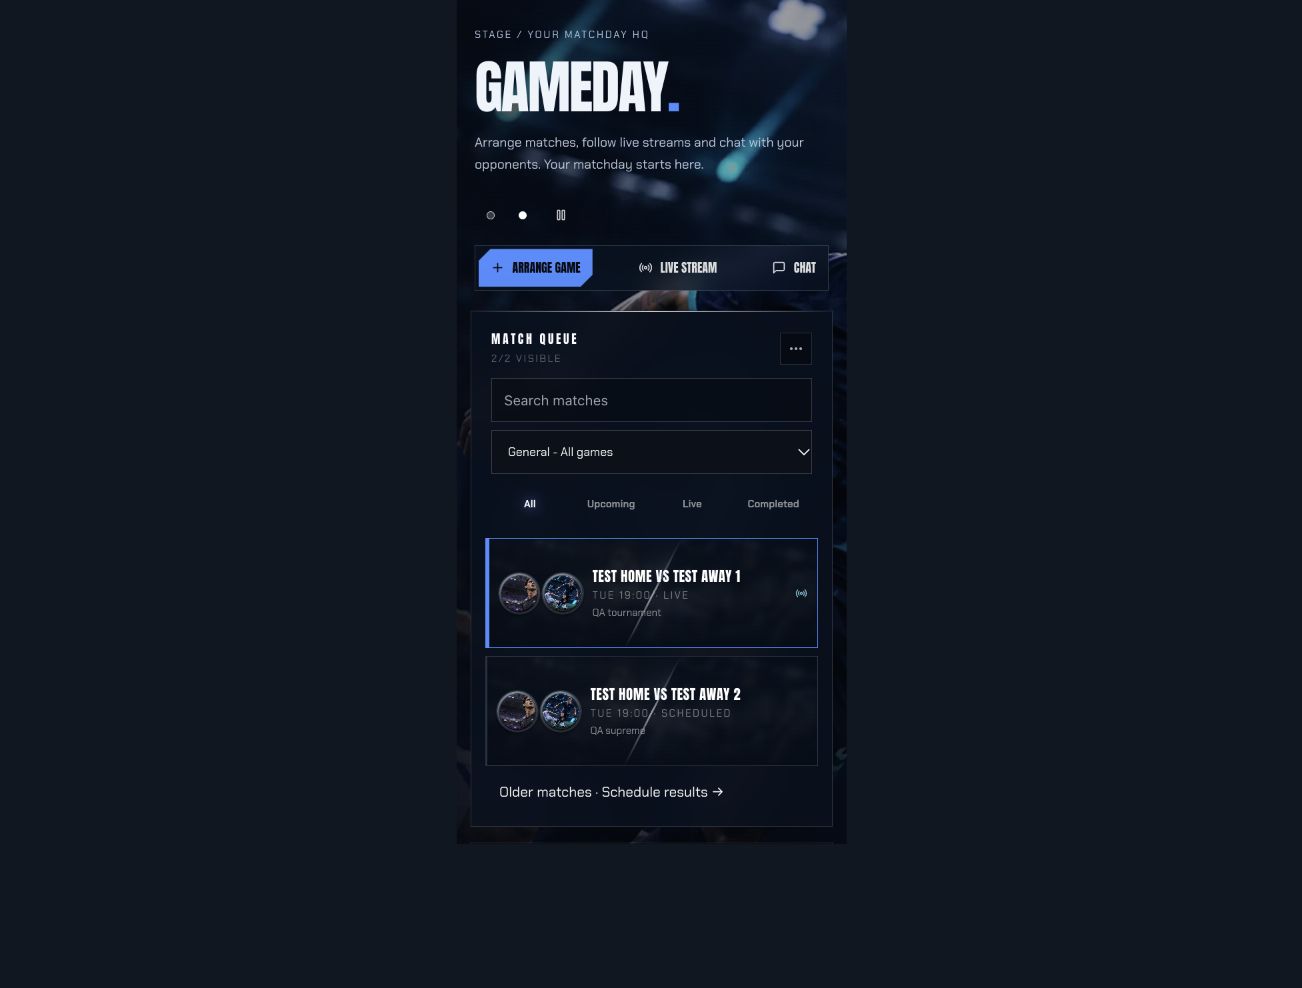 STAGE / YOUR MATCHDAY HQ
GAMEDAY.
Arrange matches, follow live streams and chat with your
opponents. Your matchday starts here.
ARRANGE GAME
LIVE STREAM
CHAT
MATCH QUEUE
2/2 VISIBLE
Search matches
General - All games
All
Upcoming
Live
Completed
TEST HOME VS TEST AWAY 1
TUE 19:00 · LIVE
QA tournament
TEST HOME VS TEST AWAY 2
TUE 19:00 · SCHEDULED
QA supreme
Older matches · Schedule results →